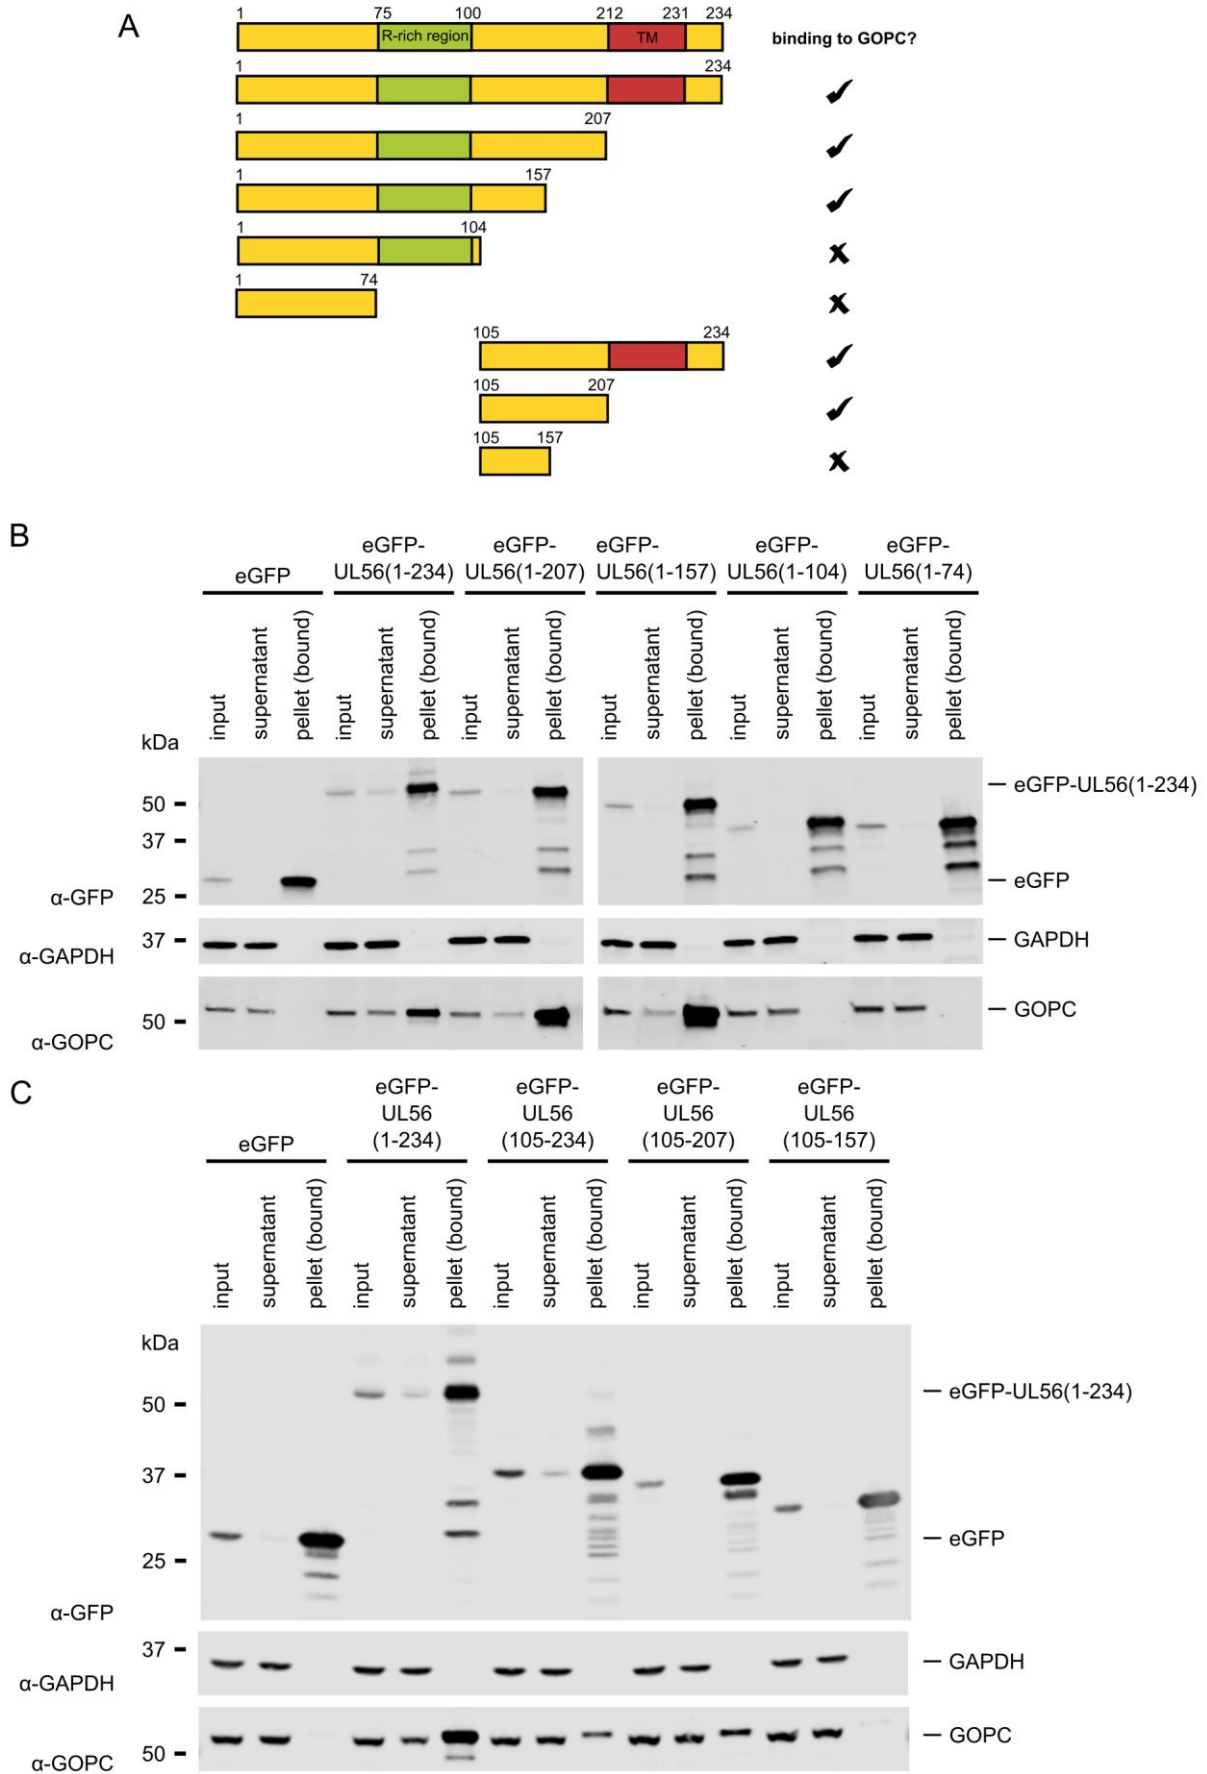 A
1 75 100 212 231 234
R-rich region TM binding to GOPC?
1 234
1 207
1 157
1 104
1 74
105 234
105 207
105 157
B
eGFP
eGFP-
UL56(1-234)
eGFP-
UL56(1-207)
eGFP-
UL56(1-157)
eGFP-
UL56(1-104)
eGFP-
UL56(1-74)
input
supernatant
pellet (bound)
input
supernatant
pellet (bound)
input
supernatant
pellet (bound)
input
supernatant
pellet (bound)
input
supernatant
pellet (bound)
input
supernatant
pellet (bound)
kDa
eGFP-UL56(1-234)
50
37
eGFP
25
α-GFP
37 GAPDH
α-GAPDH
GOPC
50
α-GOPC
C
eGFP
eGFP-
UL56
(1-234)
eGFP-
UL56
(105-234)
eGFP-
UL56
(105-207)
eGFP-
UL56
(105-157)
input
supernatant
pellet (bound)
input
supernatant
pellet (bound)
input
supernatant
pellet (bound)
input
supernatant
pellet (bound)
input
supernatant
pellet (bound)
kDa
eGFP-UL56(1-234)
50
37
eGFP
25
α-GFP
37
GAPDH
α-GAPDH
GOPC
50
α-GOPC